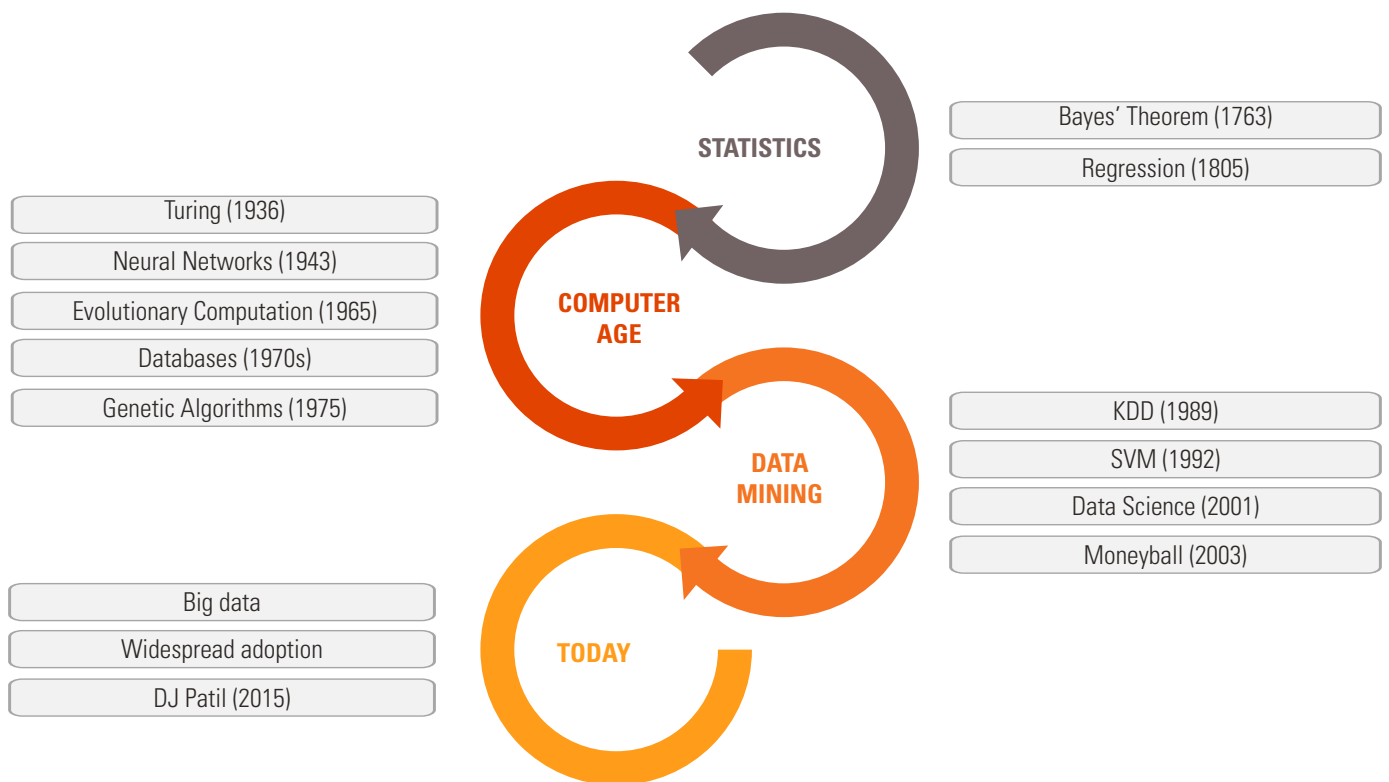 STATISTICS
Bayes’ Theorem (1763)
Regression (1805)
COMPUTER
AGE
Turing (1936)
Neural Networks (1943)
Evolutionary Computation (1965)
Databases (1970s)
Genetic Algorithms (1975)
DATA
MINING
KDD (1989)
SVM (1992)
Data Science (2001)
Moneyball (2003)
TODAY
Big data
Widespread adoption
DJ Patil (2015)